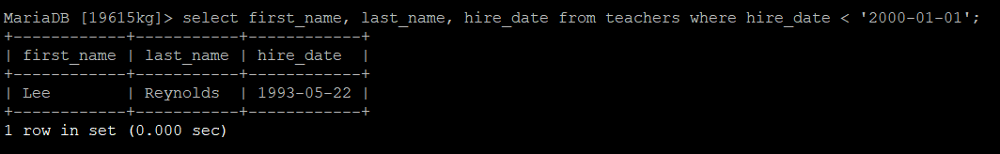 MariaDB [19615kg]> select first_name, last_name, hire_date from teachers where hire_date < '2000-01-01';
+------------+-----------+------------+
| first_name | last_name | hire_date  |
+------------+-----------+------------+
| Lee        | Reynolds  | 1993-05-22 |
+------------+-----------+------------+
1 row in set (0.000 sec)